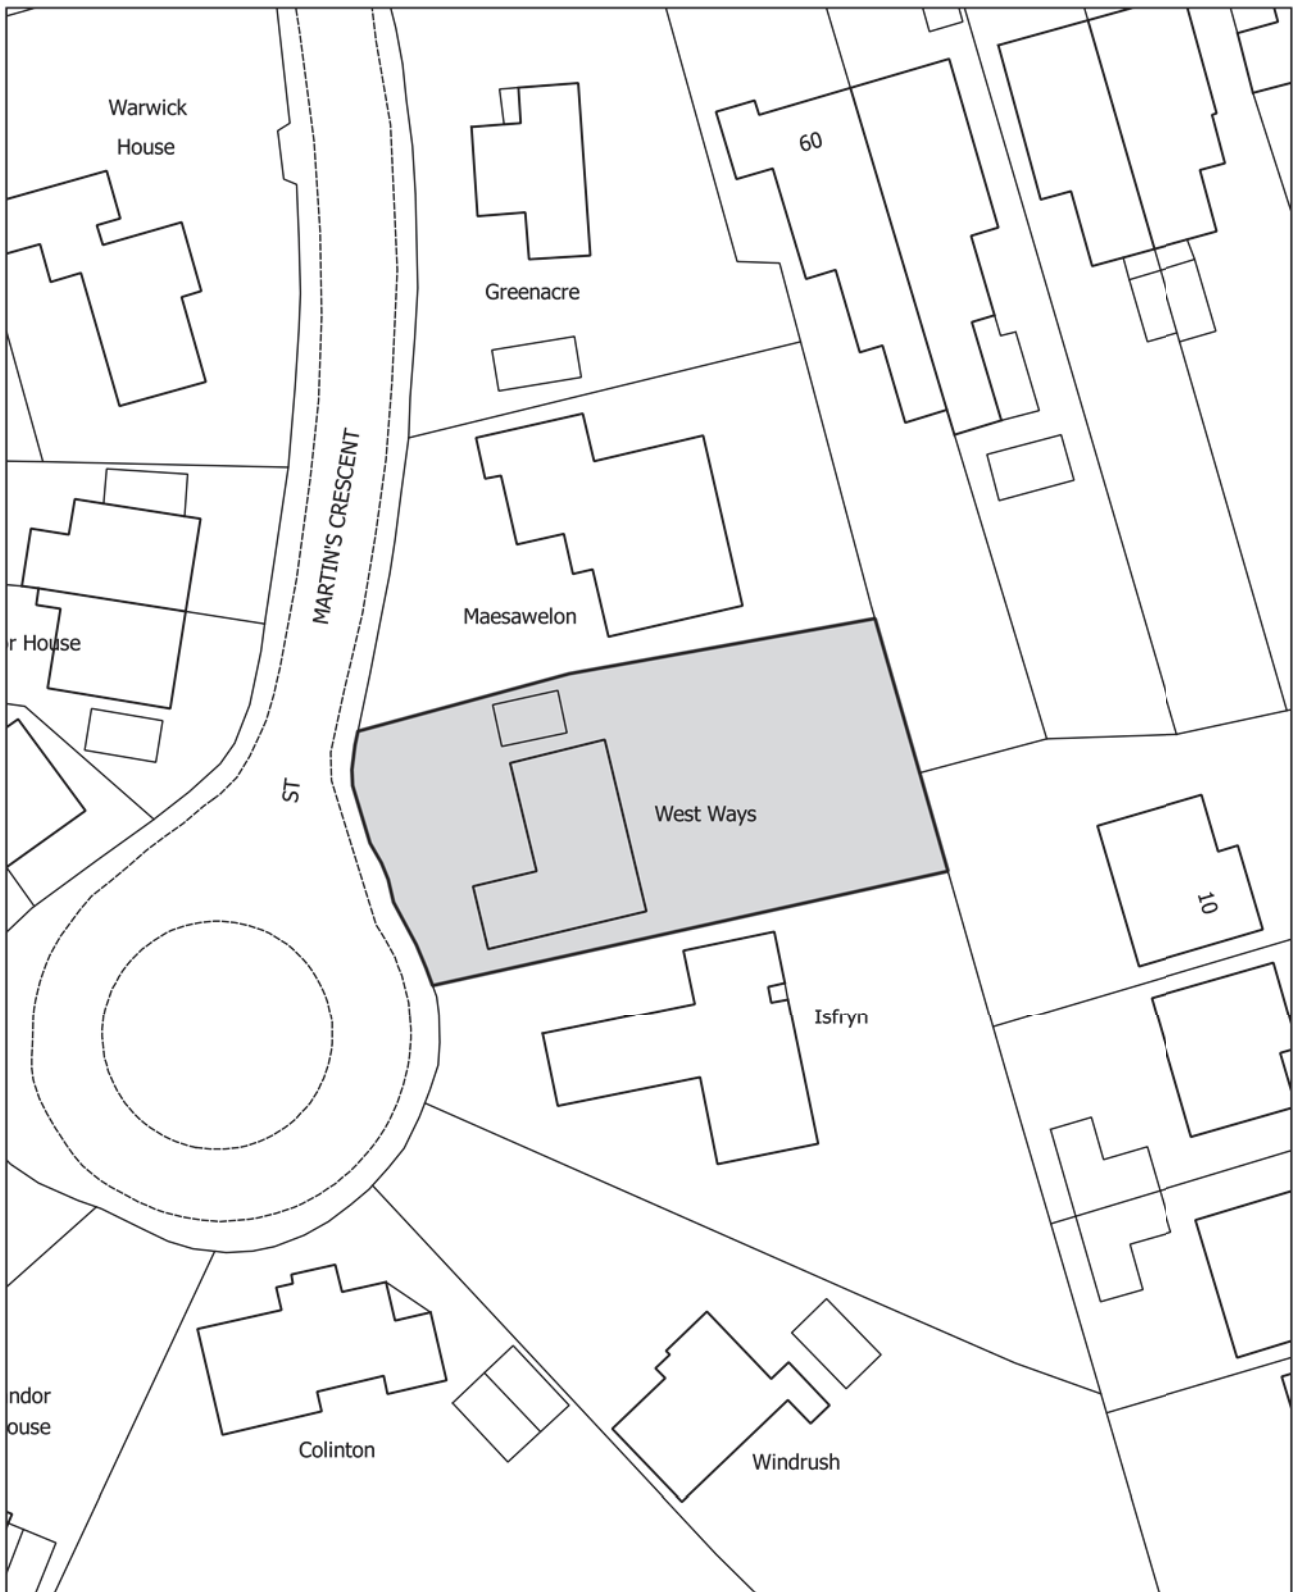 Warwick
House
60
Greenacre
MARTIN'S CRESCENT
Maesawelon
r House
ST
West Ways
10
Isfryn
ndor
ouse
Colinton
Windrush